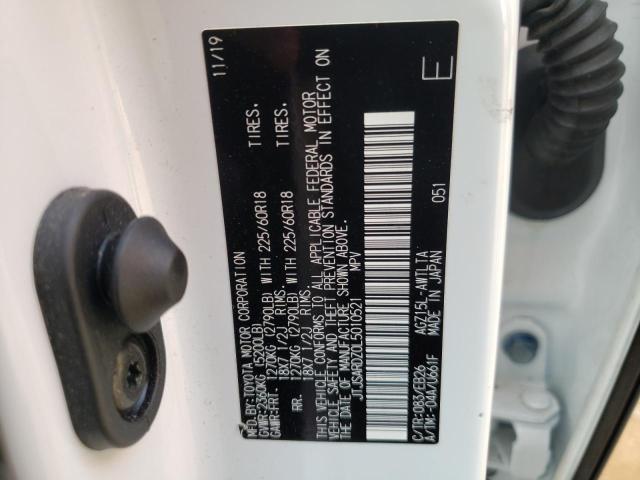 MFD.BY:TOYOTA MOTOR CORPORATION 11/19
GVWR:2360KG (5200LB)
GAWR:FRT. 1270KG (2790LB) WITH 225/60R18 TIRES.
18X7 1/2J RIMS.
RR. 1270KG (2790LB) WITH 225/60R18 TIRES.
18X7 1/2J RIMS.
THIS VEHICLE CONFORMS TO ALL APPLICABLE FEDERAL MOTOR
VEHICLE SAFETY AND THEFT PREVENTION STANDARDS IN EFFECT ON
THE DATE OF MANUFACTURE SHOWN ABOVE.
JTJSARDZ0L5010521 MPV
E
051
C/TR:083/EB26 AGZ15L-AWTLTA
A/TM:-04A/UG61F MADE IN JAPAN